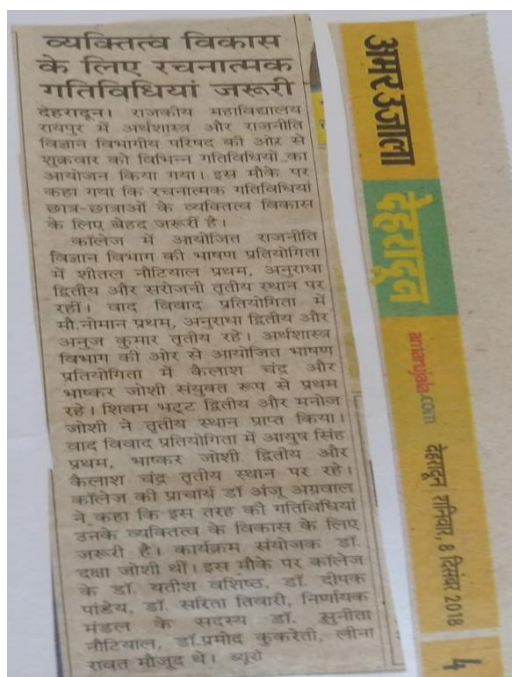 व्यक्तित्व विकास
के लिए रचनात्मक
गतिविधियां जरूरी
देहरादून। राजकीय महाविद्यालय
रायपुर में अर्थशास्त्र और राजनीति
विज्ञान विभागीय परिषद की ओर से
शुक्रवार को विभिन्न गतिविधियों का
आयोजन किया गया। इस मौके पर
कहा गया कि रचनात्मक गतिविधियां
छात्र-छात्राओं के व्यक्तित्व विकास
के लिए बेहद जरूरी है।
कॉलेज में आयोजित राजनीति
विज्ञान विभाग की भाषण प्रतियोगिता
में शीतल नौटियाल प्रथम, अनुराधा
द्वितीय और सरोजनी तृतीय स्थान पर
रहीं। वाद विवाद प्रतियोगिता में
मौ.नोमान प्रथम, अनुराधा द्वितीय और
अनुज कुमार तृतीय रहे। अर्थशास्त्र
विभाग की ओर से आयोजित भाषण
प्रतियोगिता में कैलाश चंद्र और
भाष्कर जोशी संयुक्त रूप से प्रथम
रहे। शिवम भट्ट द्वितीय और मनोज
जोशी ने तृतीय स्थान प्राप्त किया।
वाद विवाद प्रतियोगिता में आयुष सिंह
प्रथम, भाष्कर जोशी द्वितीय और
कैलाश चंद्र तृतीय स्थान पर रहे।
कॉलेज की प्राचार्य डॉ अंजू अग्रवाल
ने कहा कि इस तरह की गतिविधियां
उनके व्यक्तित्व के विकास के लिए
जरूरी है। कार्यक्रम संयोजक डॉ.
दक्षा जोशी थीं। इस मौके पर कॉलेज
के डॉ. यतीश वशिष्ठ, डॉ. दीपक
पांडेय, डॉ. सरिता तिवारी, निर्णायक
मंडल के सदस्य डॉ. सुनीता
नौटियाल, डॉ.प्रमोद कुकरेती, लीना
रावत मौजूद थे। ब्यूरो
अमर उजाला
देहरादून
amarujala.com देहरादून शनिवार, 8 दिसंबर 2018
4